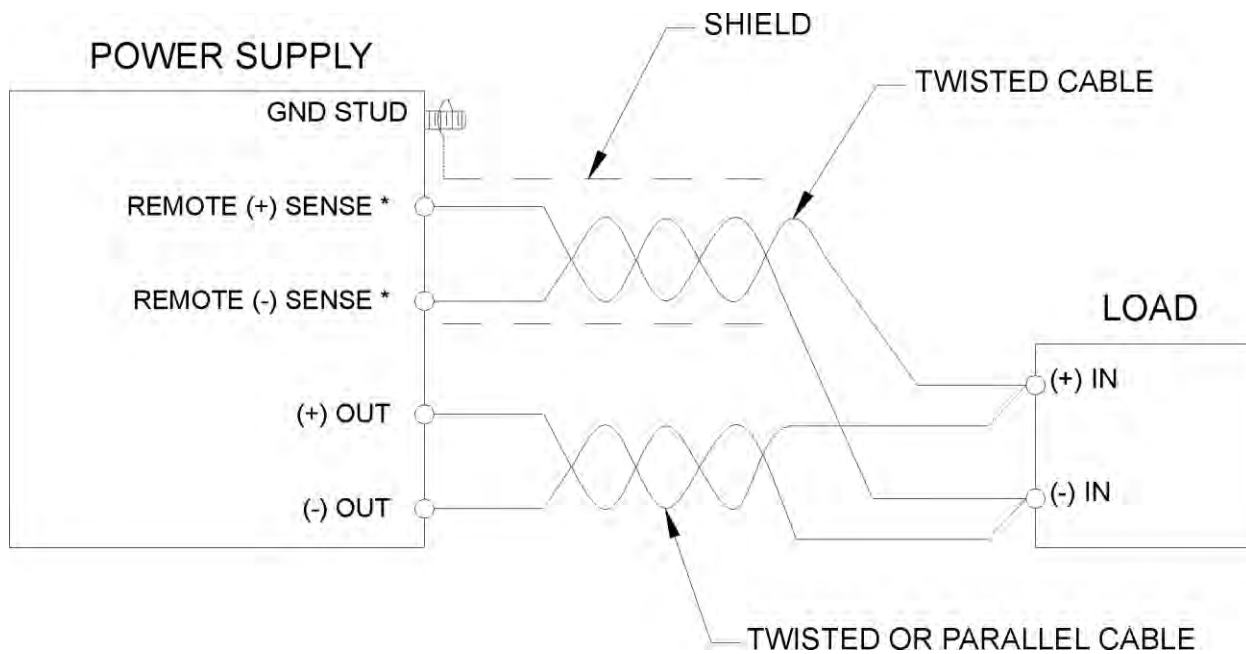 SHIELD
POWER SUPPLY
TWISTED CABLE
GND STUD
REMOTE (+) SENSE *
REMOTE (-) SENSE *
LOAD
(+) IN
(+) OUT
(-) IN
(-) OUT
TWISTED OR PARALLEL CABLE